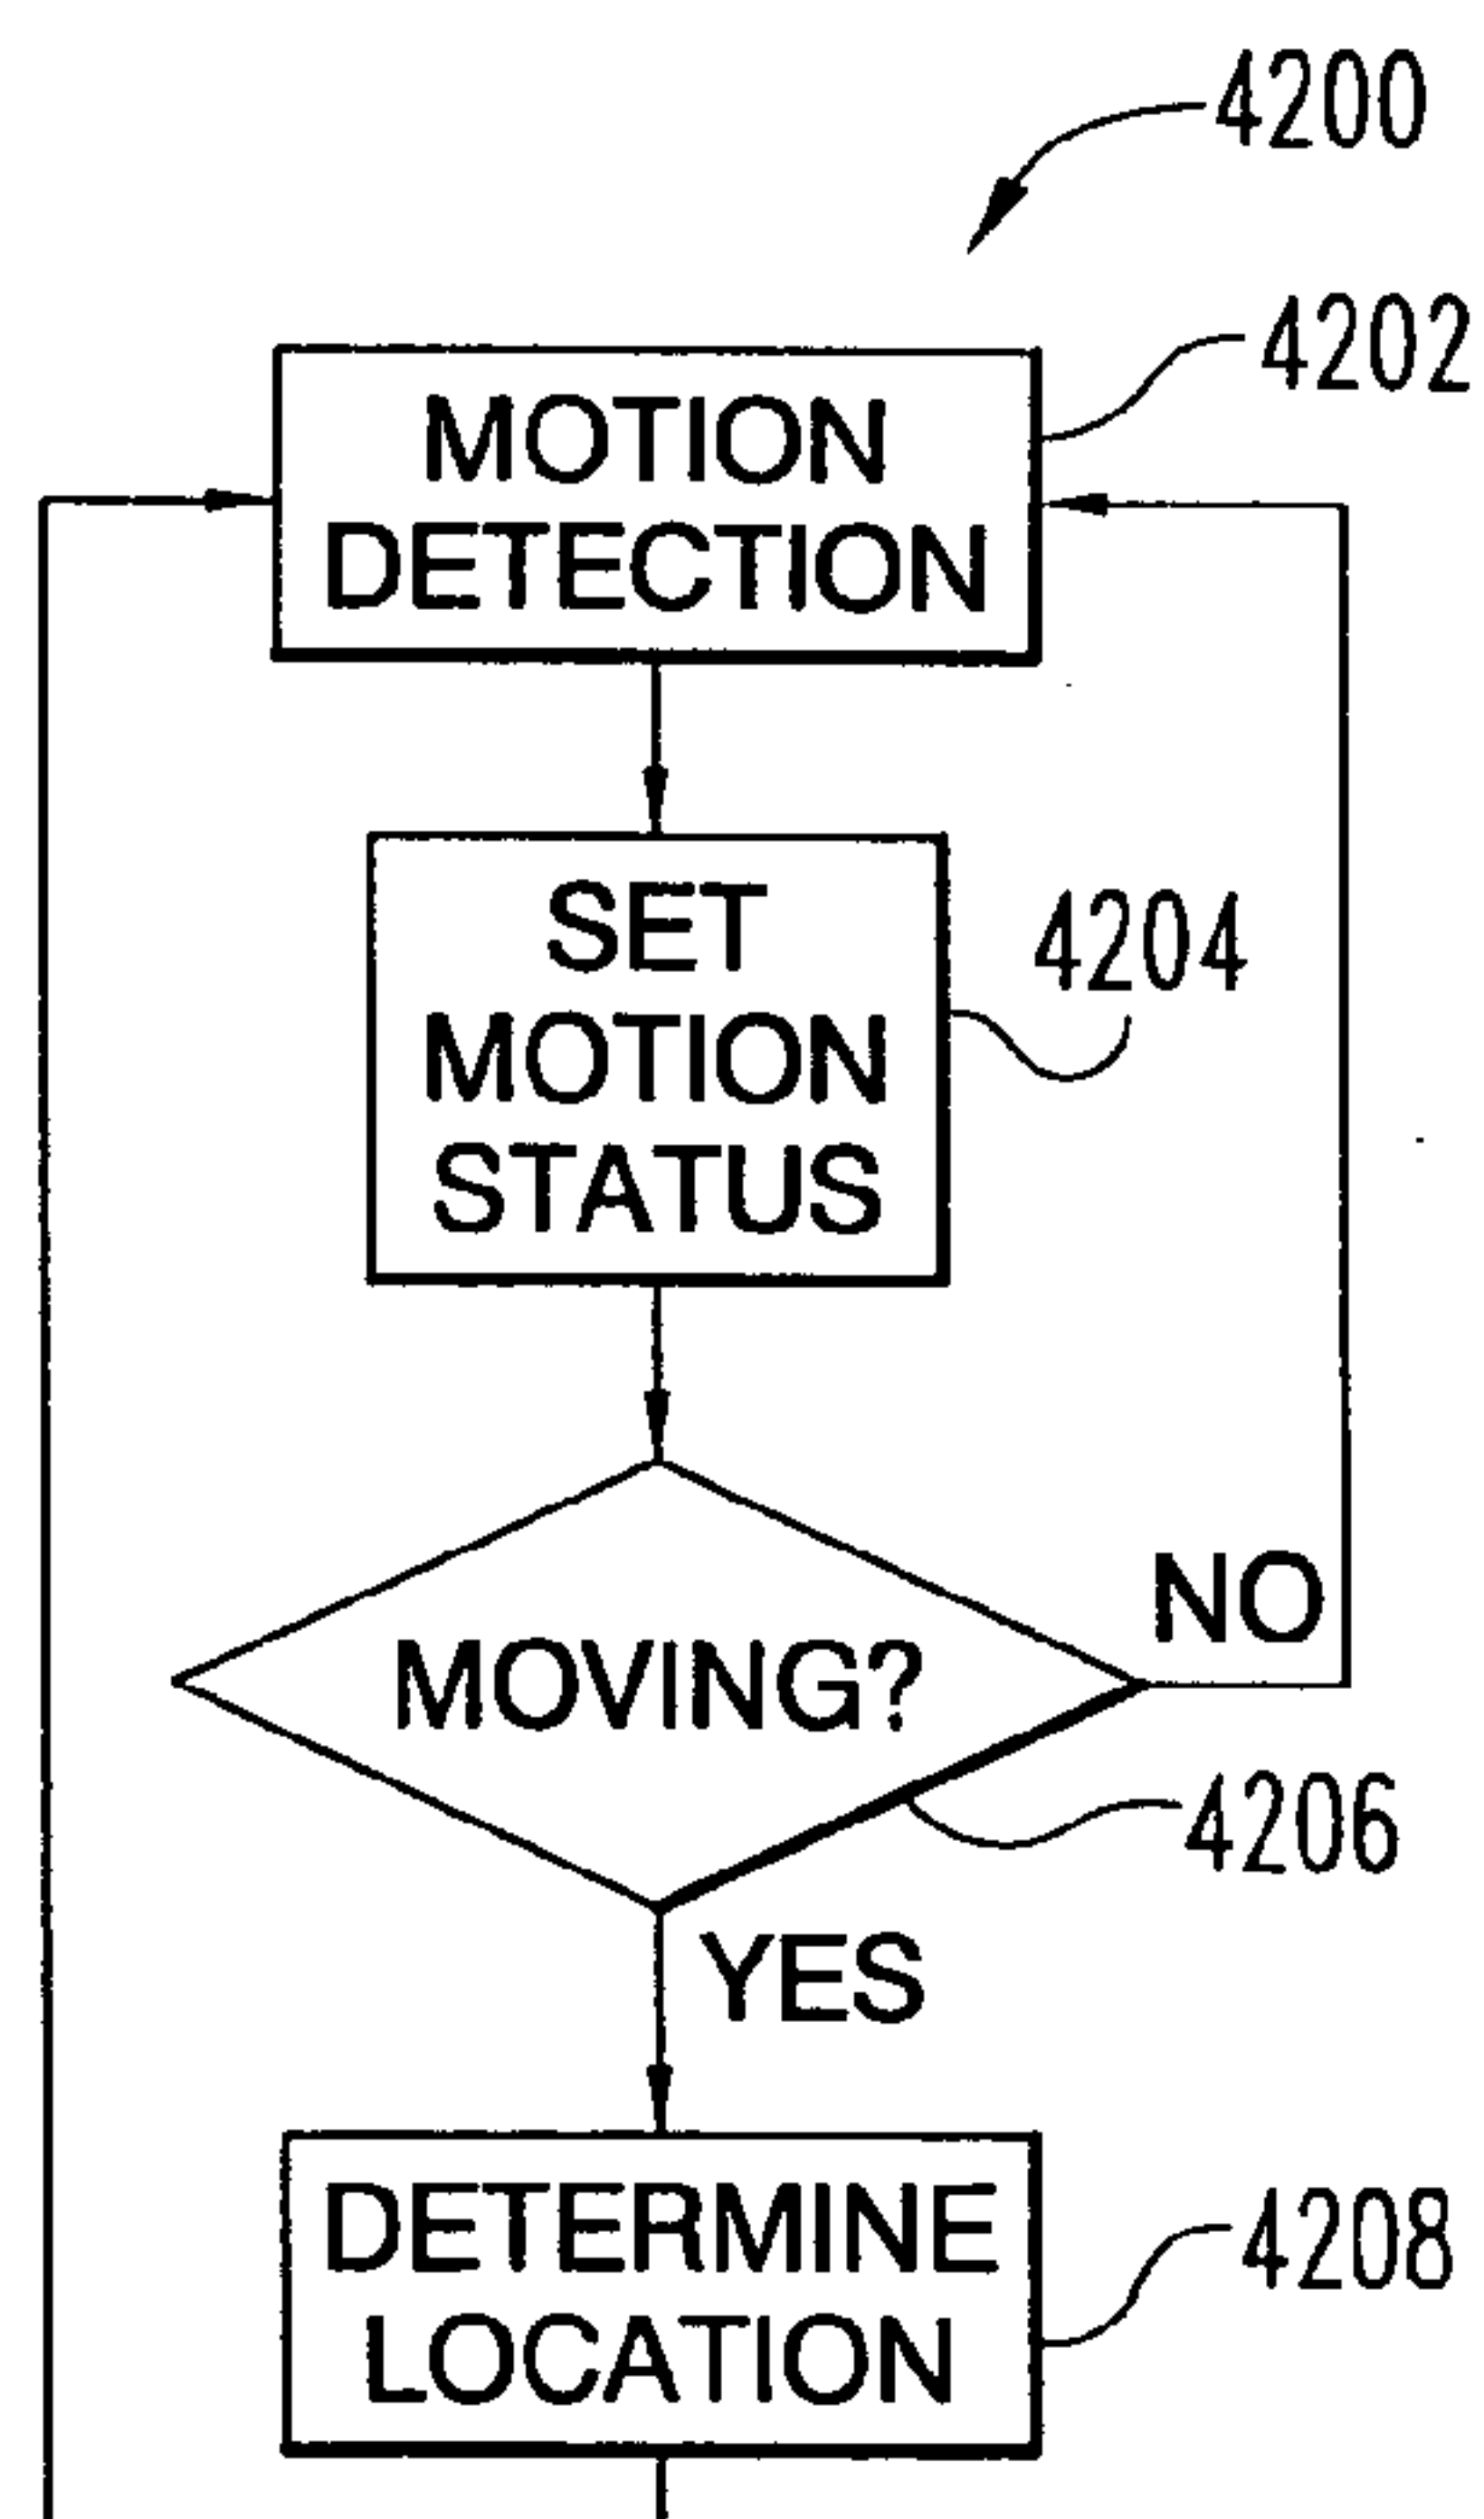 4200
4202
MOTION
DETECTION
SET
4204
MOTION
STATUS
NO
MOVING?
4206
YES
DETERMINE
4208
LOCATION